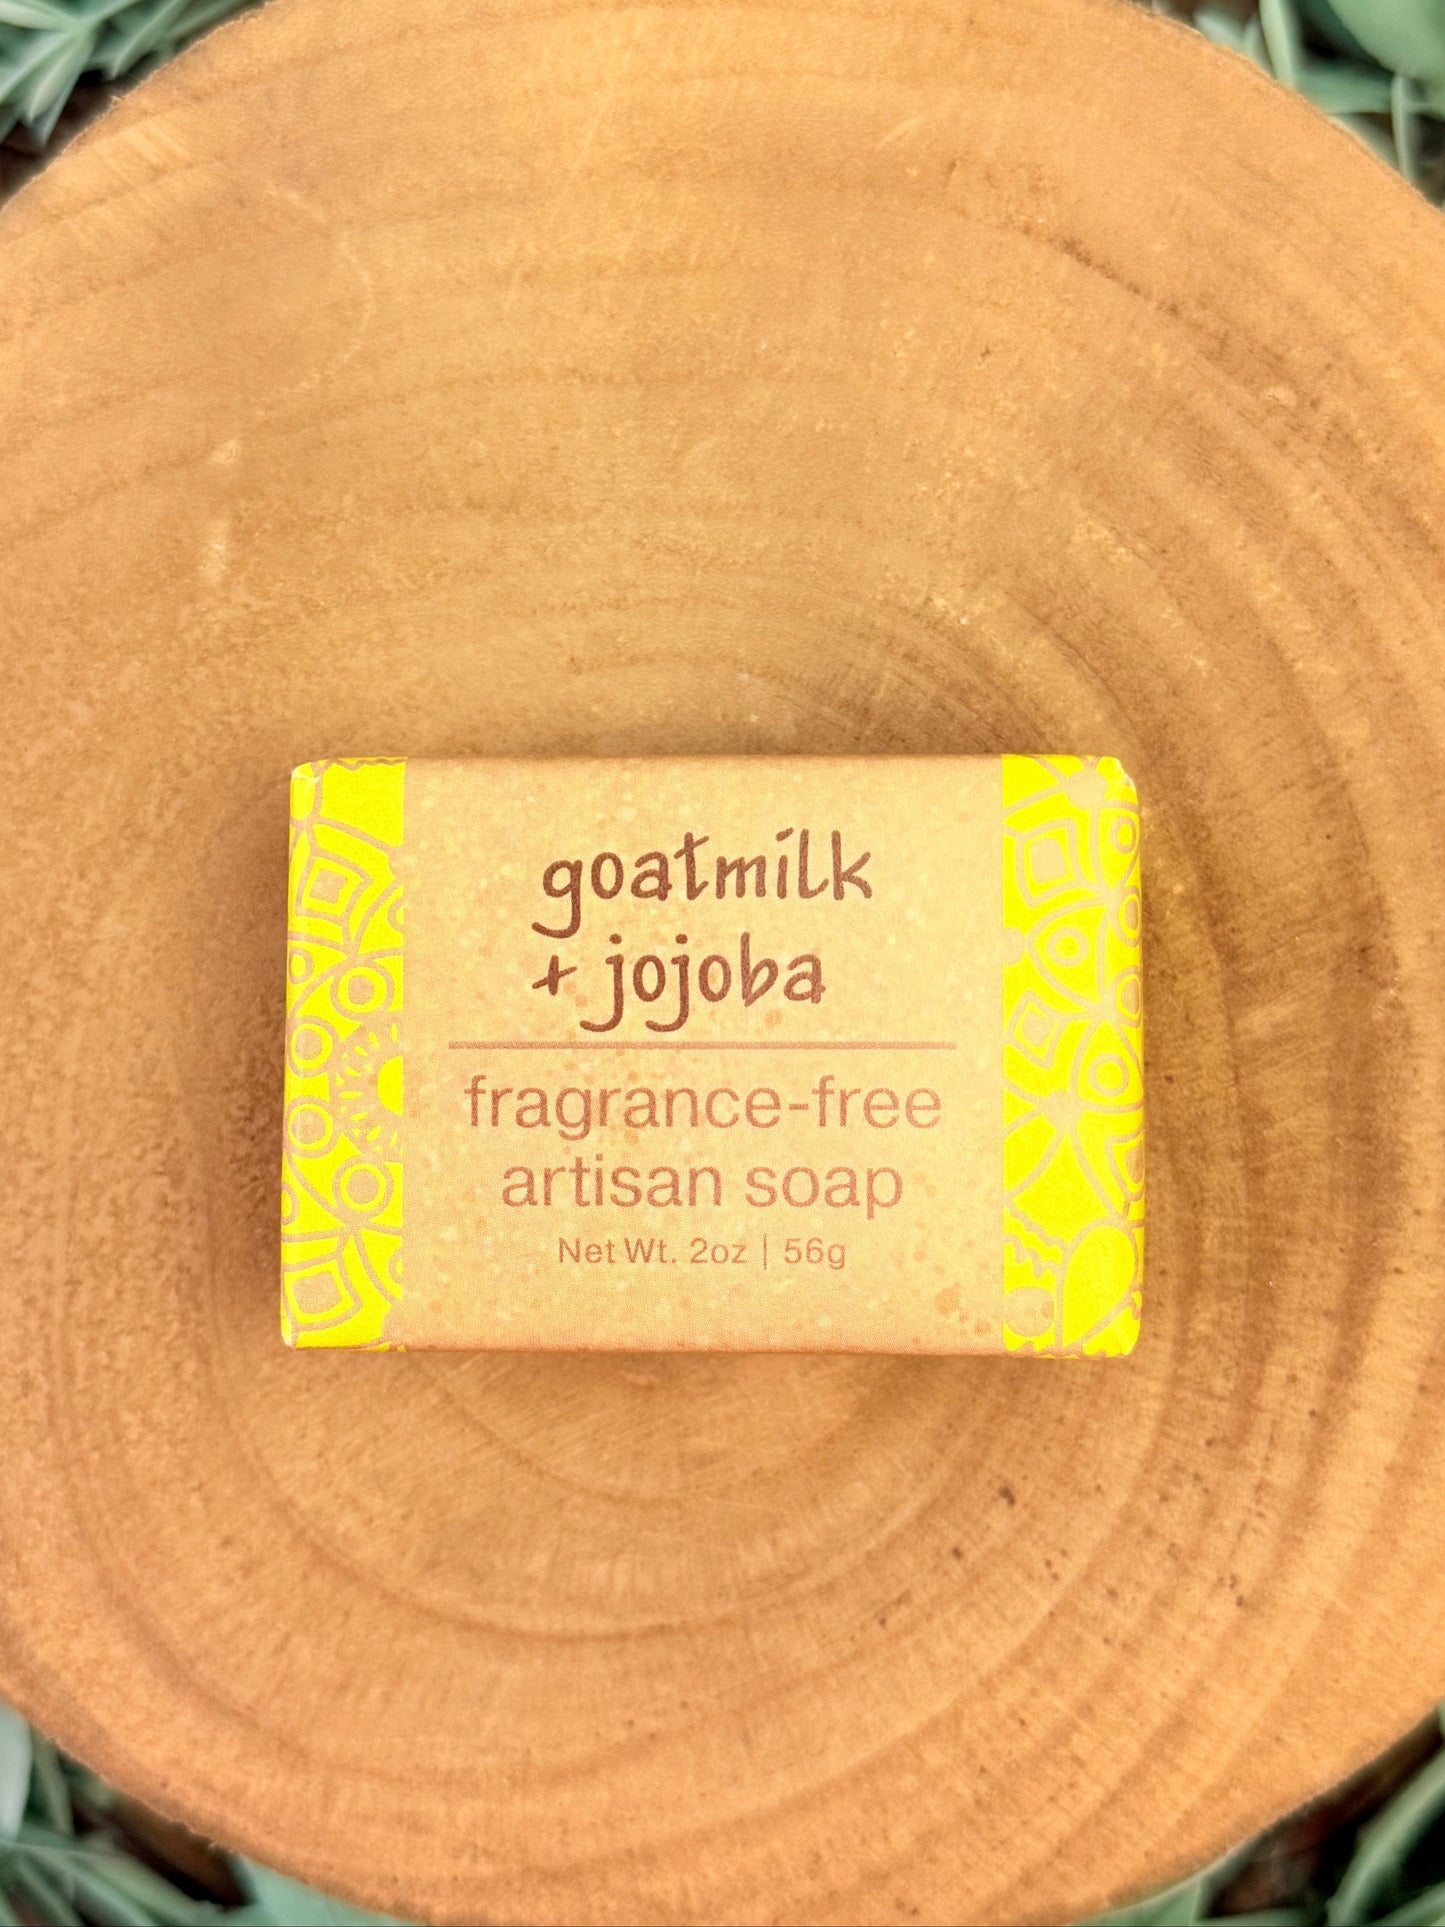 goatmilk
+ jojoba
fragrance-free
artisan soap
Net Wt. 2oz | 56g